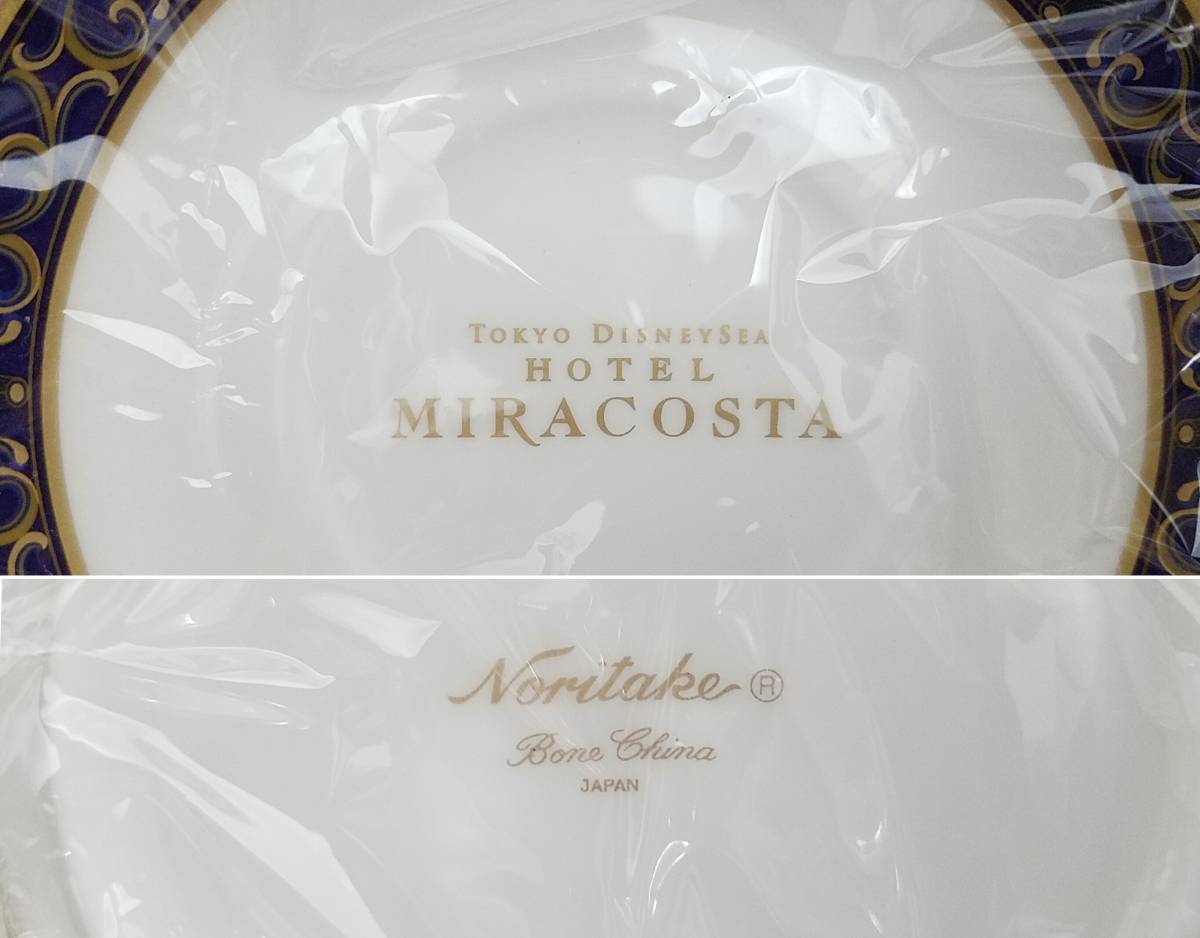 TOKYO DISNEYSEA
HOTEL
MIRACOSTA
Noritake ®
Bone China
JAPAN